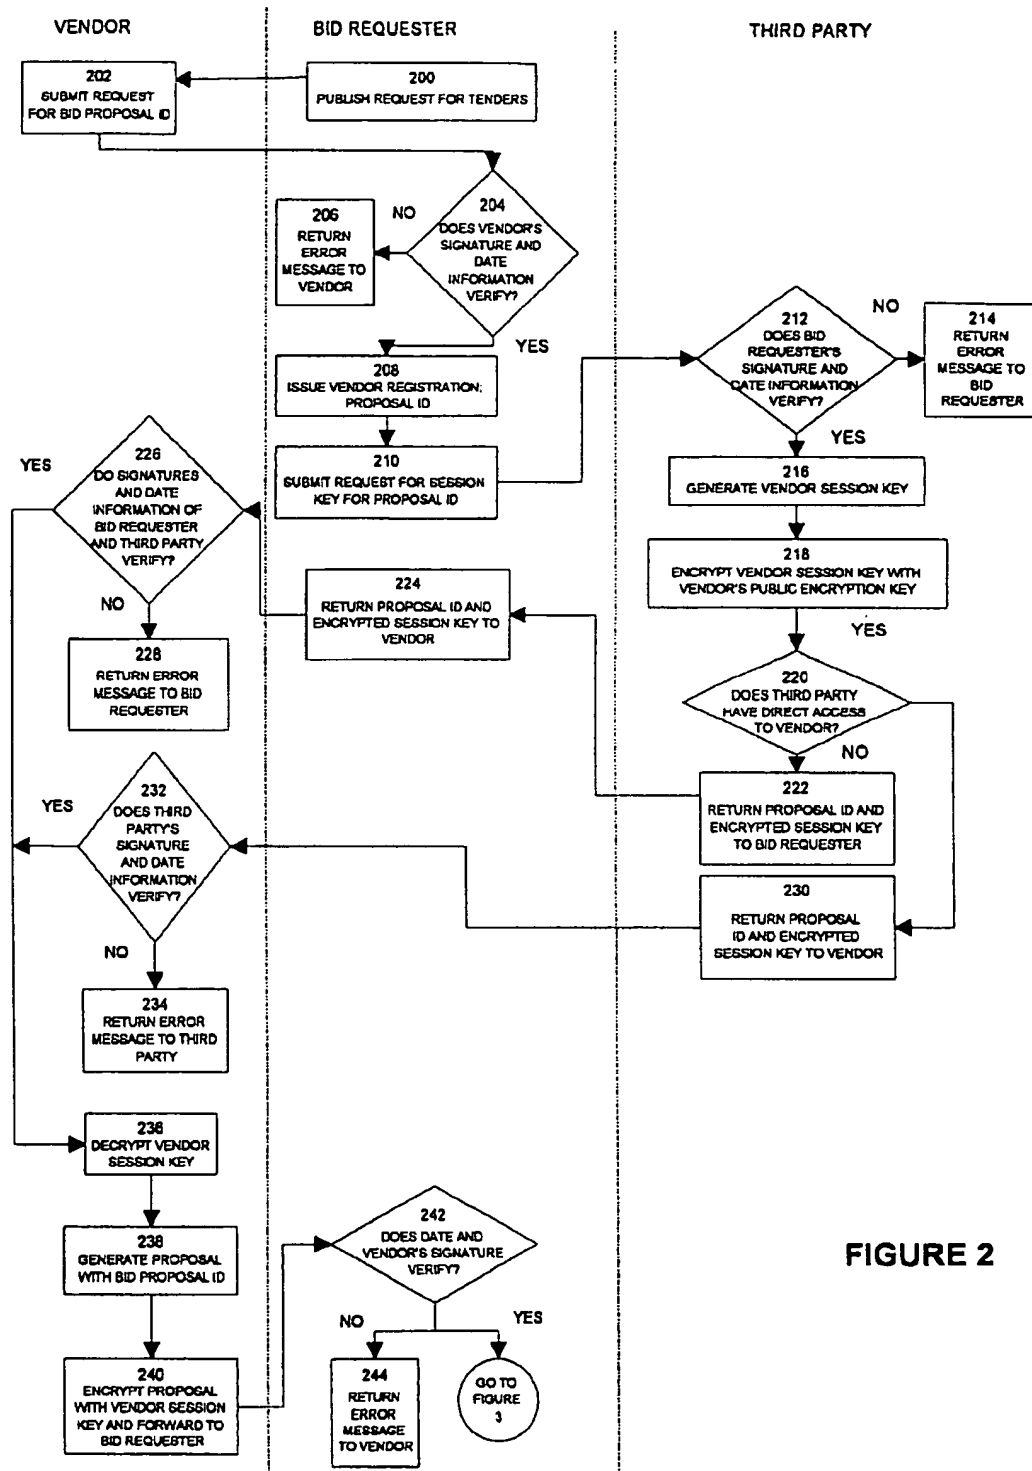 VENDOR
BID REQUESTER
THIRD PARTY
202
SUBMIT REQUEST
FOR BID PROPOSAL ID
200
PUBLISH REQUEST FOR TENDERS
204
DOES VENDOR'S
SIGNATURE AND
DATE
INFORMATION
VERIFY?
NO
206
RETURN
ERROR
MESSAGE TO
VENDOR
YES
208
ISSUE VENDOR REGISTRATION;
PROPOSAL ID
210
SUBMIT REQUEST FOR SESSION
KEY FOR PROPOSAL ID
212
DOES BID
REQUESTER'S
SIGNATURE AND
DATE INFORMATION
VERIFY?
NO
214
RETURN
ERROR
MESSAGE TO
BID
REQUESTER
YES
216
GENERATE VENDOR SESSION KEY
218
ENCRYPT VENDOR SESSION KEY WITH
VENDOR'S PUBLIC ENCRYPTION KEY
YES
220
DOES THIRD PARTY
HAVE DIRECT ACCESS
TO VENDOR?
NO
222
RETURN PROPOSAL ID AND
ENCRYPTED SESSION KEY
TO BID REQUESTER
224
RETURN PROPOSAL ID AND
ENCRYPTED SESSION KEY TO
VENDOR
YES
226
DO SIGNATURES
AND DATE
INFORMATION OF
BID REQUESTER
AND THIRD PARTY
VERIFY?
NO
228
RETURN ERROR
MESSAGE TO BID
REQUESTER
230
RETURN PROPOSAL
ID AND ENCRYPTED
SESSION KEY TO VENDOR
YES
232
DOES THIRD
PARTY'S
SIGNATURE
AND DATE
INFORMATION
VERIFY?
NO
234
RETURN ERROR
MESSAGE TO THIRD
PARTY
236
DECRYPT VENDOR
SESSION KEY
238
GENERATE PROPOSAL
WITH BID PROPOSAL ID
240
ENCRYPT PROPOSAL
WITH VENDOR SESSION
KEY AND FORWARD TO
BID REQUESTER
242
DOES DATE AND
VENDOR'S SIGNATURE
VERIFY?
NO
YES
244
RETURN
ERROR
MESSAGE
TO VENDOR
GO TO
FIGURE
3
FIGURE 2